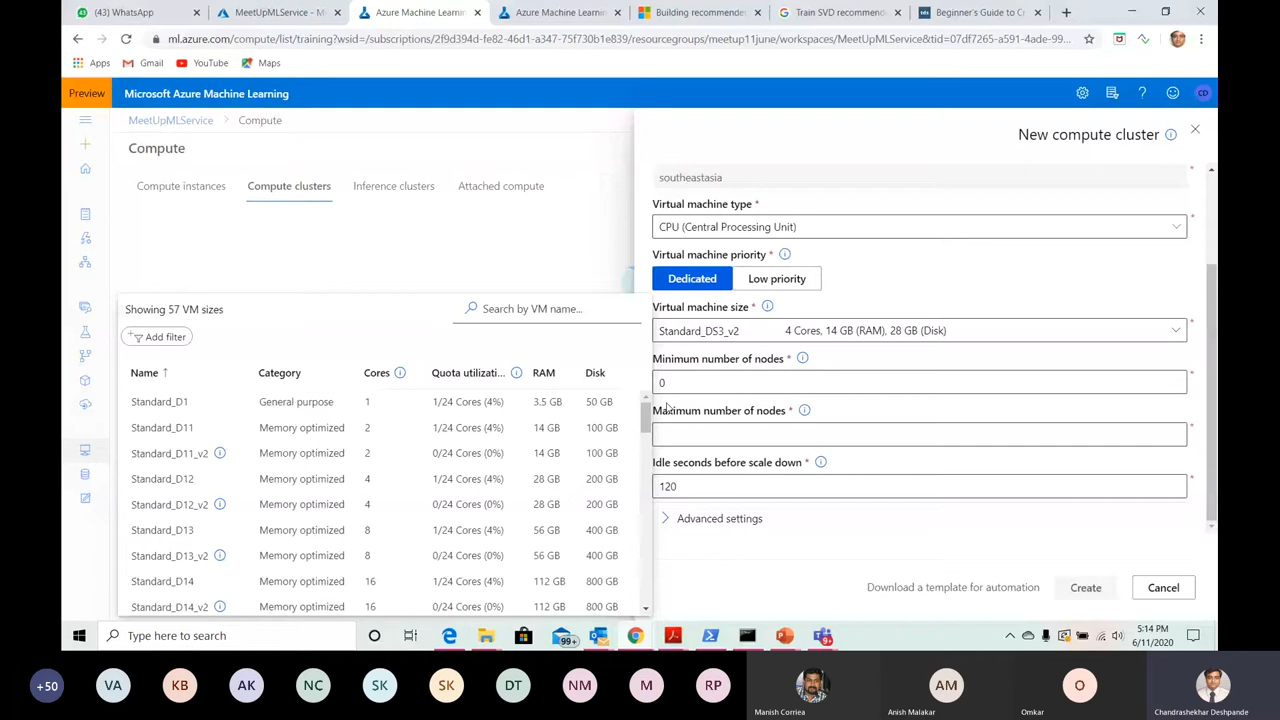 (43) WhatsApp
MeetUpMLService - M
Azure Machine Learnin
Azure Machine Learnin
Building recommende
Train SVD recommend
Beginner's Guide to Cr
ml.azure.com/compute/list/training?wsid=/subscriptions/2f9d394d-fe82-46d1-a347-75f730b1e839/resourcegroups/meetup11june/workspaces/MeetUpMLService&tid=07df7265-a591-4ade-99...
Apps Gmail YouTube Maps
Preview Microsoft Azure Machine Learning CD
MeetUpMLService > Compute
New compute cluster
Compute
southeastasia *
Compute instances Compute clusters Inference clusters Attached compute
Virtual machine type *
CPU (Central Processing Unit) *
Virtual machine priority *
Dedicated Low priority
Showing 57 VM sizes Search by VM name...
Virtual machine size *
Standard_DS3_v2 4 Cores, 14 GB (RAM), 28 GB (Disk) *
Add filter
Minimum number of nodes *
0 *
Maximum number of nodes *
*
Idle seconds before scale down *
120 *
Advanced settings
Name ↑ Category Cores Quota utilizati... RAM Disk
Standard_D1 General purpose 1 1/24 Cores (4%) 3.5 GB 50 GB
Standard_D11 Memory optimized 2 1/24 Cores (4%) 14 GB 100 GB
Standard_D11_v2 Memory optimized 2 0/24 Cores (0%) 14 GB 100 GB
Standard_D12 Memory optimized 4 1/24 Cores (4%) 28 GB 200 GB
Standard_D12_v2 Memory optimized 4 0/24 Cores (0%) 28 GB 200 GB
Standard_D13 Memory optimized 8 1/24 Cores (4%) 56 GB 400 GB
Standard_D13_v2 Memory optimized 8 0/24 Cores (0%) 56 GB 400 GB
Standard_D14 Memory optimized 16 1/24 Cores (4%) 112 GB 800 GB
Standard_D14_v2 Memory optimized 16 0/24 Cores (0%) 112 GB 800 GB
Download a template for automation Create Cancel
Type here to search
99+
9+
5:14 PM
6/11/2020
+50 VA KB AK NC SK SK DT NM M RP AM O
Manish Corriea Anish Malakar Omkar Chandrashekhar Deshpande